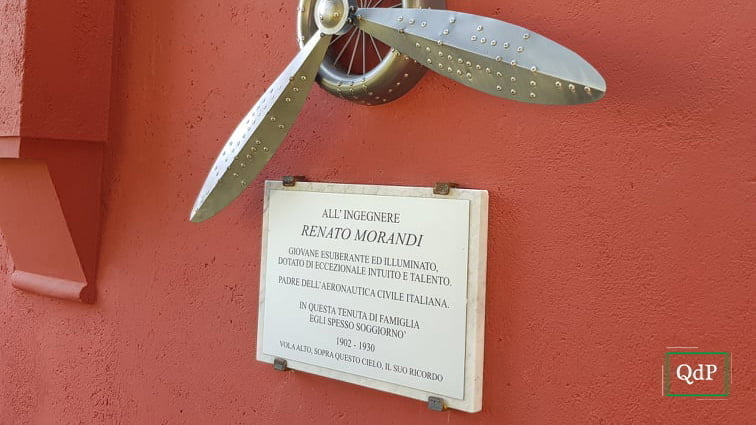 ALL' INGEGNERE
RENATO MORANDI
GIOVANE ESUBERANTE ED ILLUMINATO,
DOTATO DI ECCEZIONALE INTUITO E TALENTO.
PADRE DELL'AERONAUTICA CIVILE ITALIANA.
IN QUESTA TENUTA DI FAMIGLIA
EGLI SPESSO SOGGIORNO'
1902 - 1930
VOLA ALTO, SOPRA QUESTO CIELO, IL SUO RICORDO
QdP